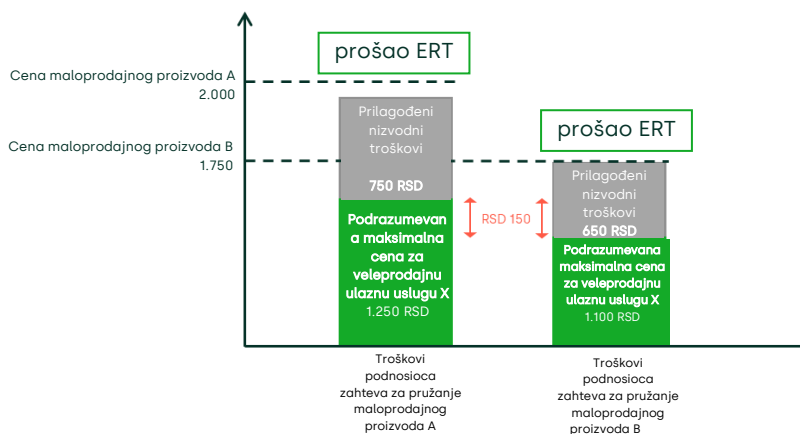 prošao ERT
Cena maloprodajnog proizvoda A
2.000
Prilagođeni
nizvodni
troškovi
750 RSD
Podrazumevan
a maksimalna
cena za
veleprodajnu
ulaznu uslugu X
1.250 RSD
prošao ERT
Cena maloprodajnog proizvoda B
1.750
Prilagođeni
nizvodni
troškovi
650 RSD
Podrazumevana
maksimalna cena
za veleprodajnu
ulaznu uslugu X
1.100 RSD
RSD 150
Troškovi
podnosioca
zahteva za pružanje
maloprodajnog
proizvoda A
Troškovi
podnosioca
zahteva za pružanje
maloprodajnog
proizvoda B